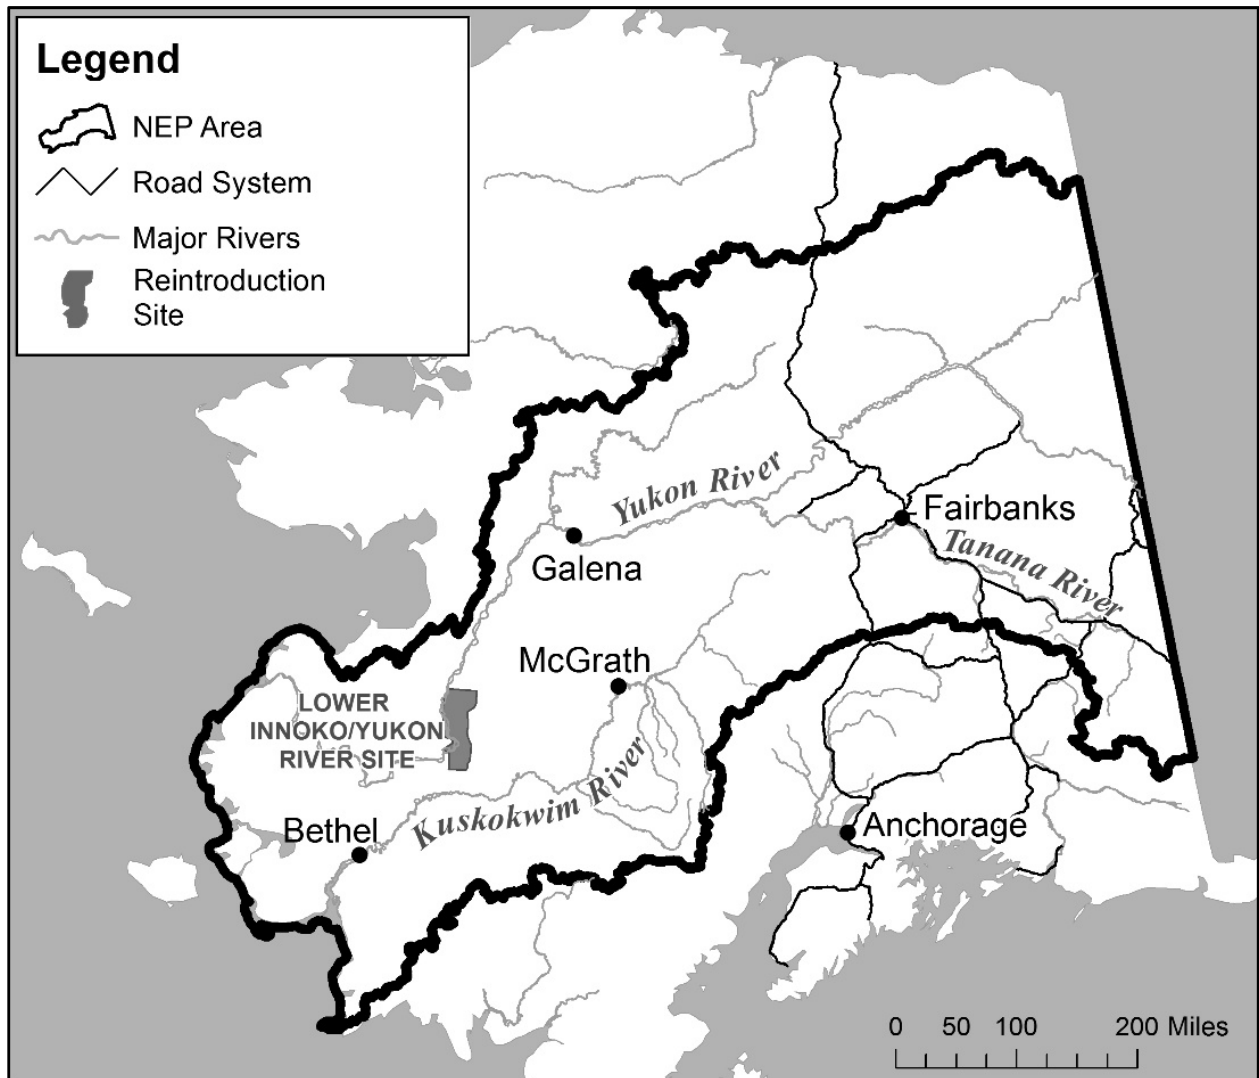 Legend
NEP Area
Road System
Major Rivers
Reintroduction
Site
Yukon River
Fairbanks
Tanana River
Galena
McGrath
LOWER
INNOKO/YUKON
RIVER SITE
Kuskokwim River
Bethel
Anchorage
0 50 100 200 Miles